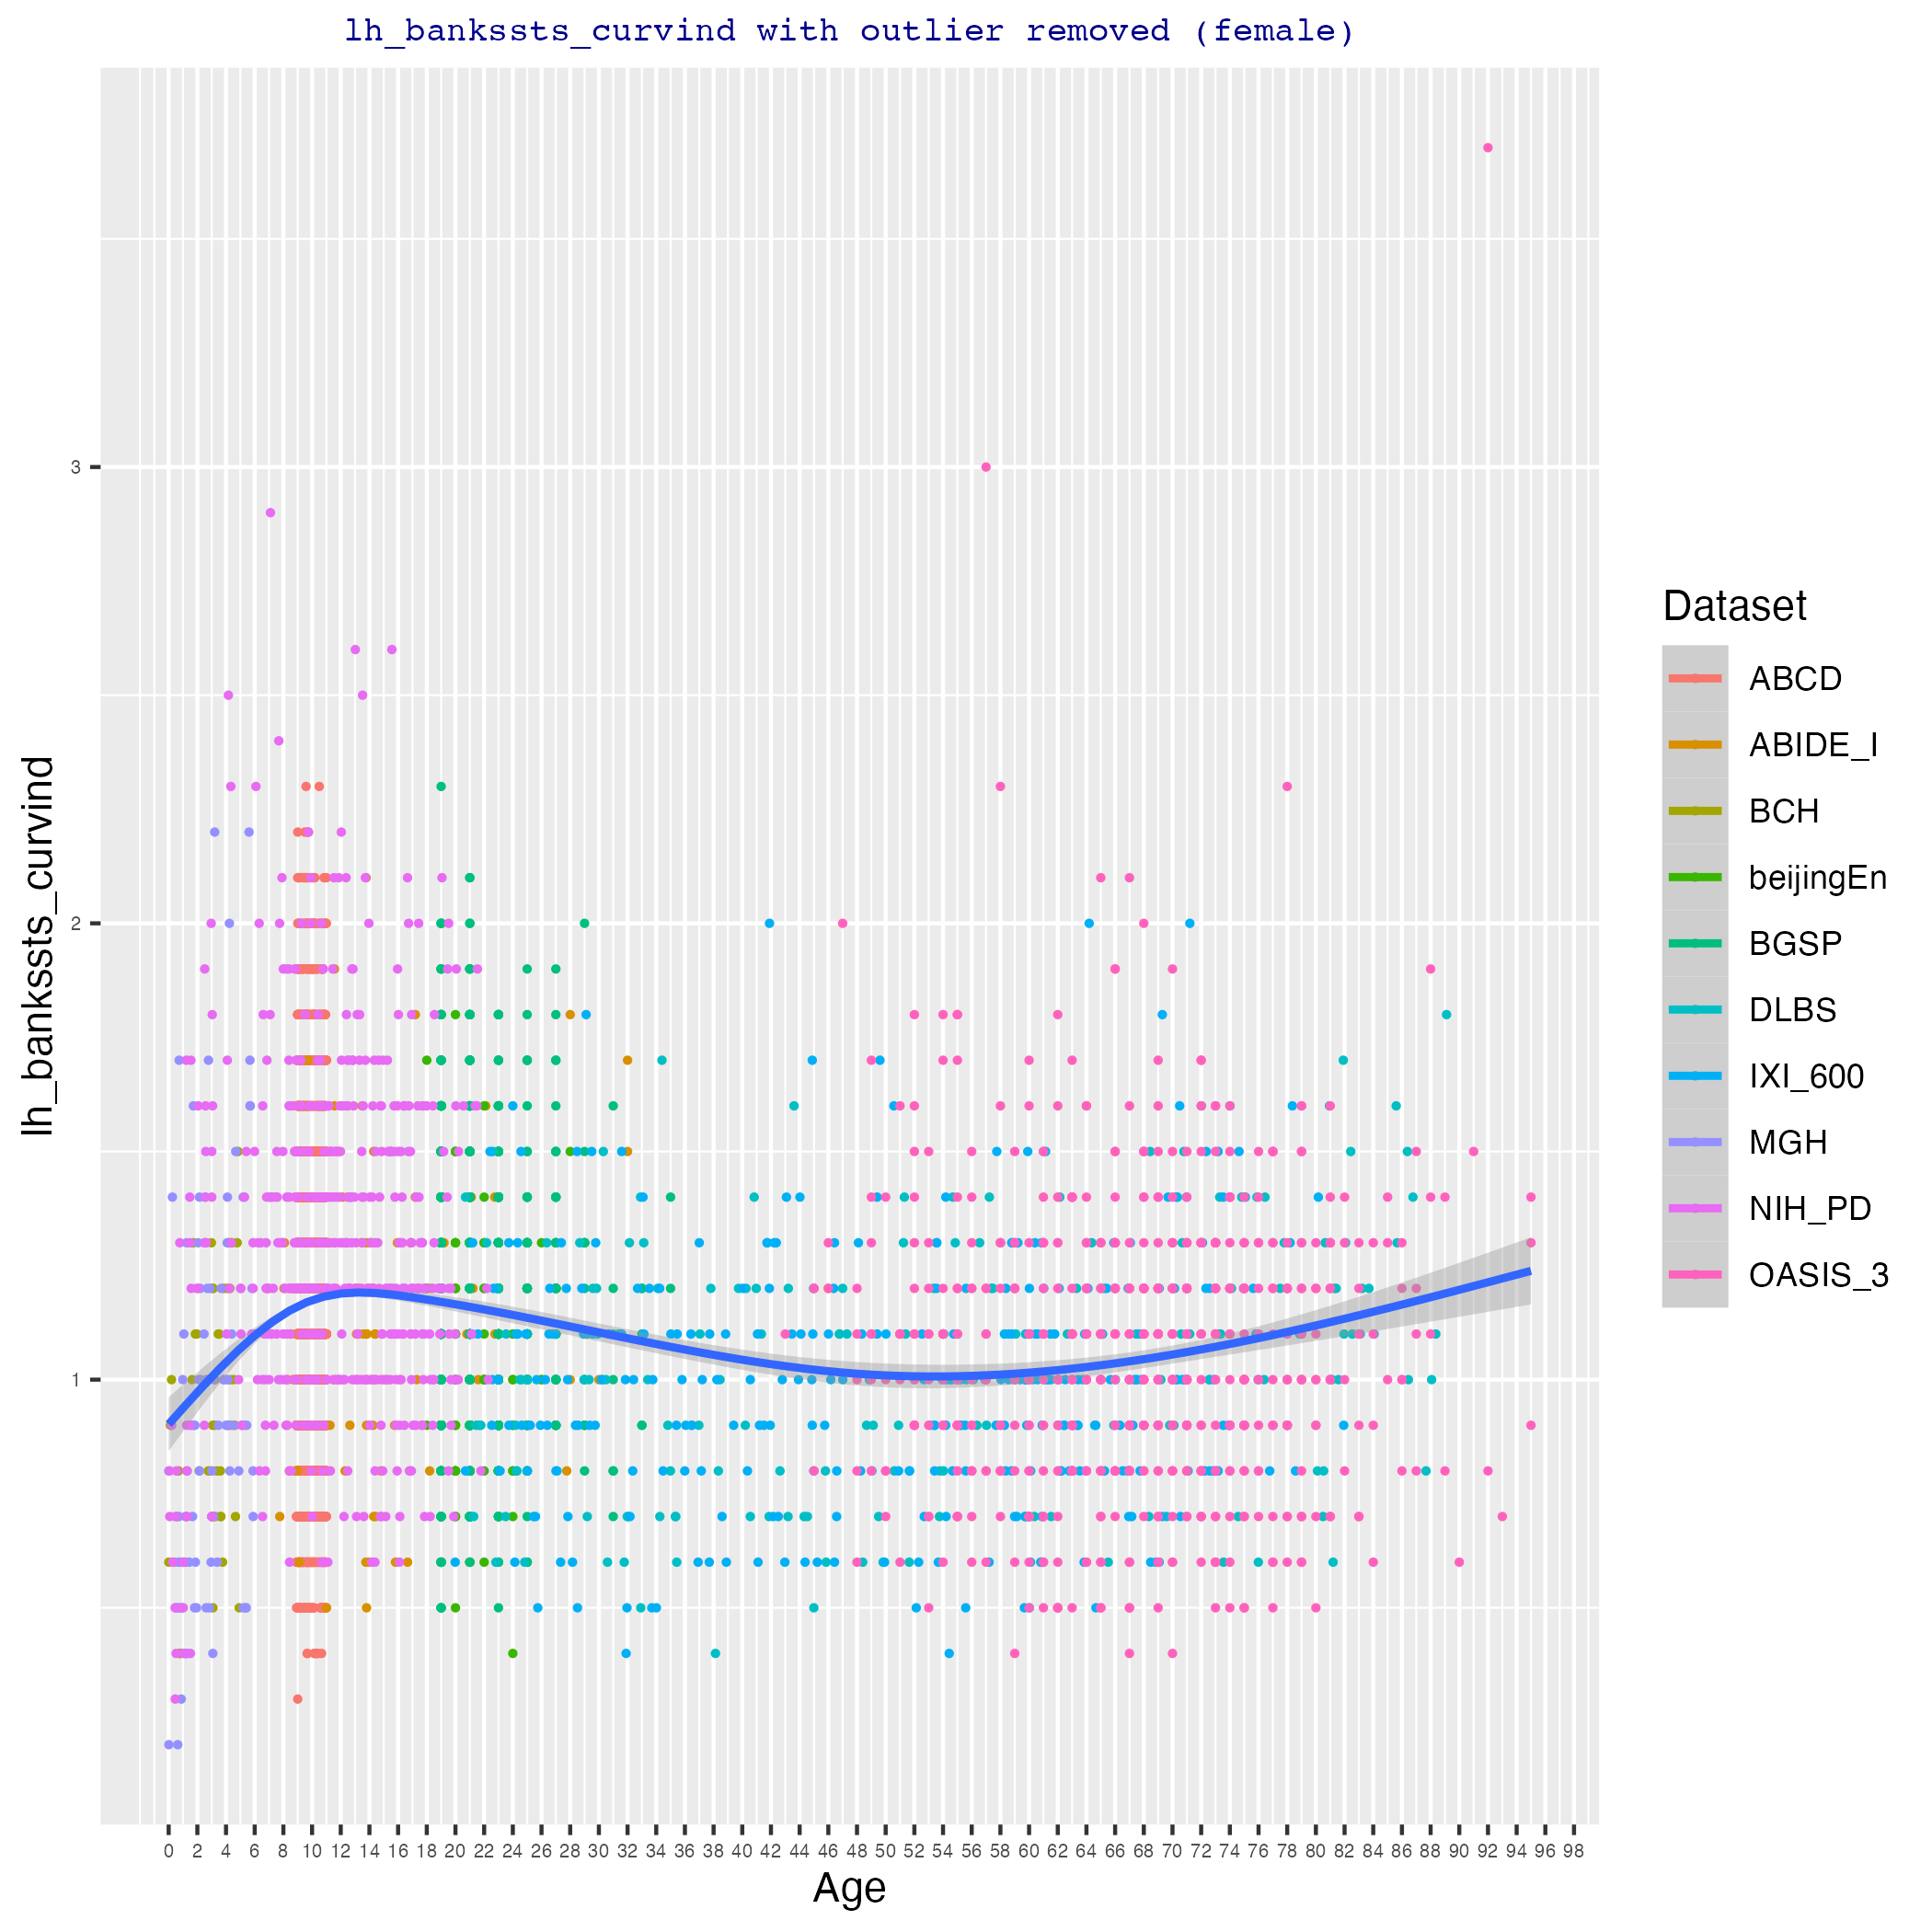 lh_bankssts_curvind with outlier removed (female)
lh_bankssts_curvind
3
2
1
0 2 4 6 8 10 12 14 16 18 20 22 24 26 28 30 32 34 36 38 40 42 44 46 48 50 52 54 56 58 60 62 64 66 68 70 72 74 76 78 80 82 84 86 88 90 92 94 96 98
Age
Dataset
ABCD
ABIDE_I
BCH
beijingEn
BGSP
DLBS
IXI_600
MGH
NIH_PD
OASIS_3